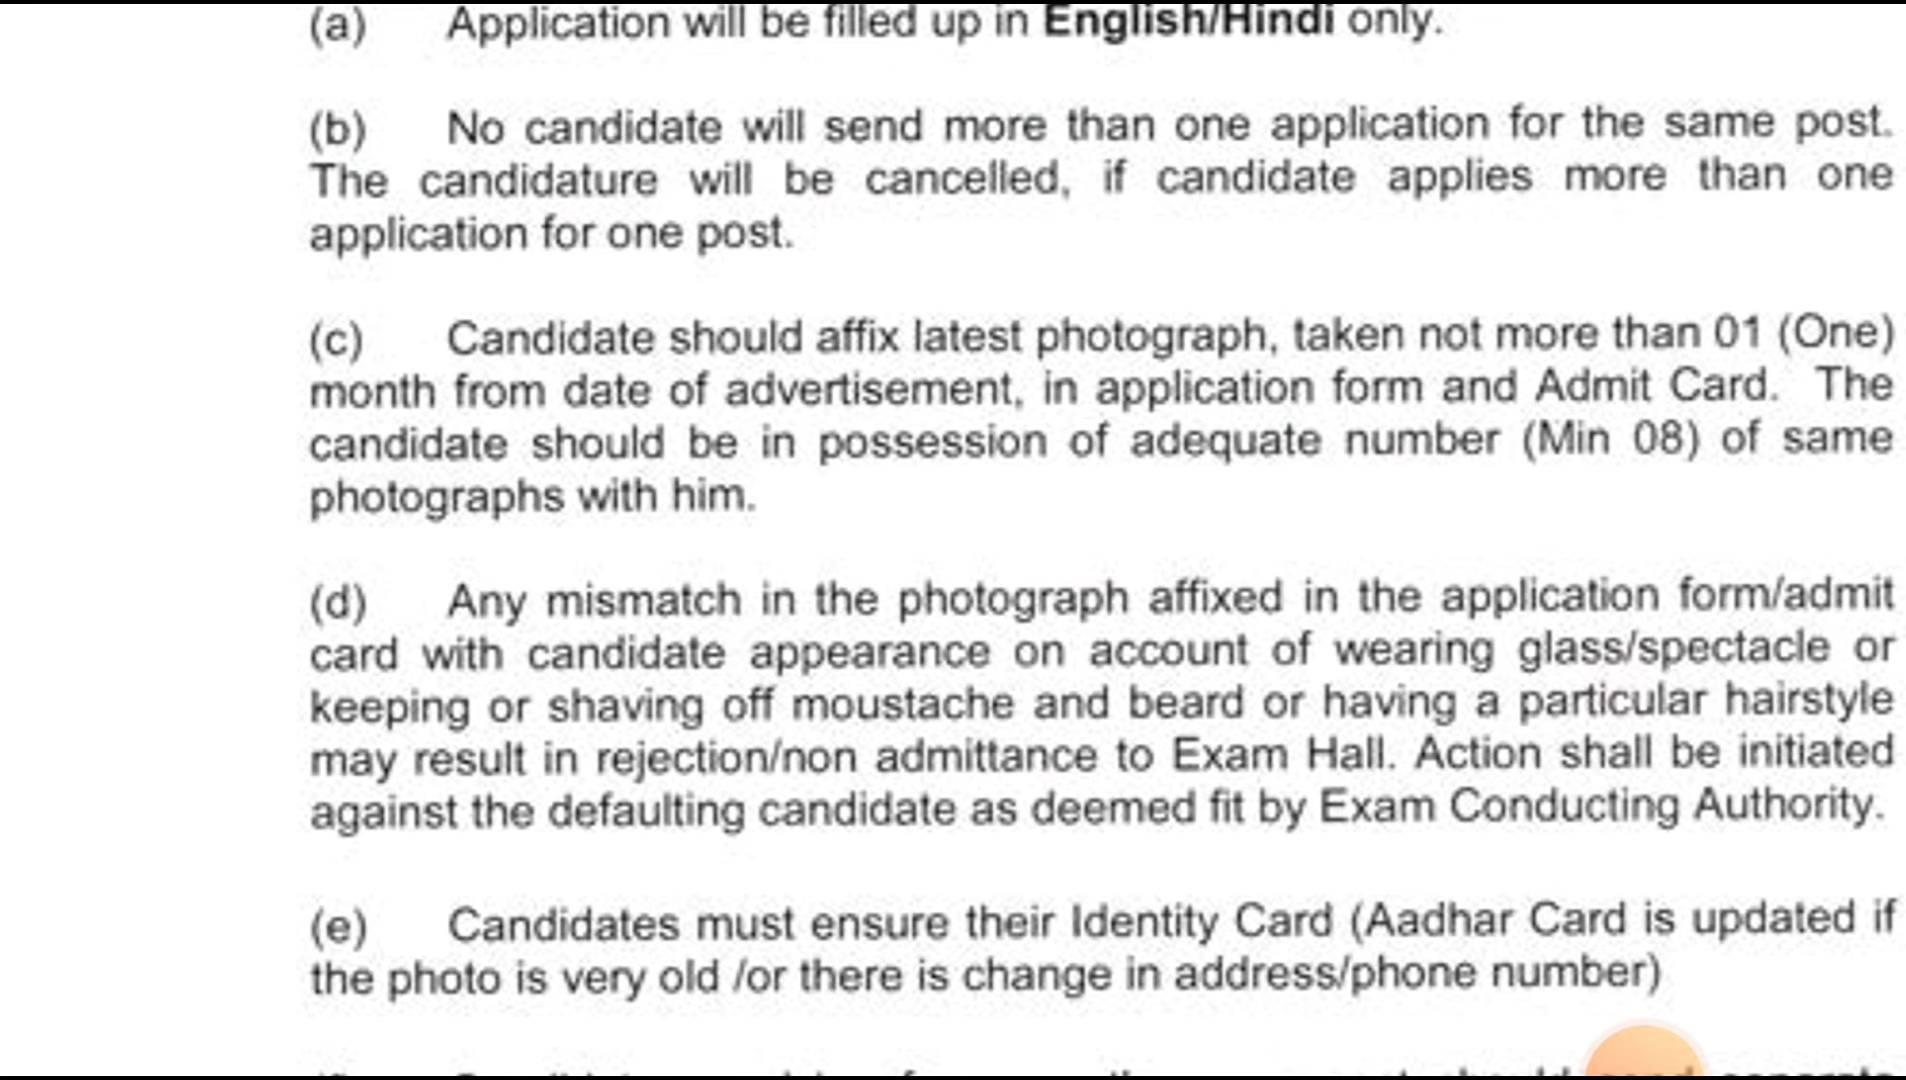 (a) Application will be filled up in English/Hindi only.
(b) No candidate will send more than one application for the same post.
The candidature will be cancelled, if candidate applies more than one
application for one post.
(c) Candidate should affix latest photograph, taken not more than 01 (One)
month from date of advertisement, in application form and Admit Card. The
candidate should be in possession of adequate number (Min 08) of same
photographs with him.
(d) Any mismatch in the photograph affixed in the application form/admit
card with candidate appearance on account of wearing glass/spectacle or
keeping or shaving off moustache and beard or having a particular hairstyle
may result in rejection/non admittance to Exam Hall. Action shall be initiated
against the defaulting candidate as deemed fit by Exam Conducting Authority.
(e) Candidates must ensure their Identity Card (Aadhar Card is updated if
the photo is very old /or there is change in address/phone number)